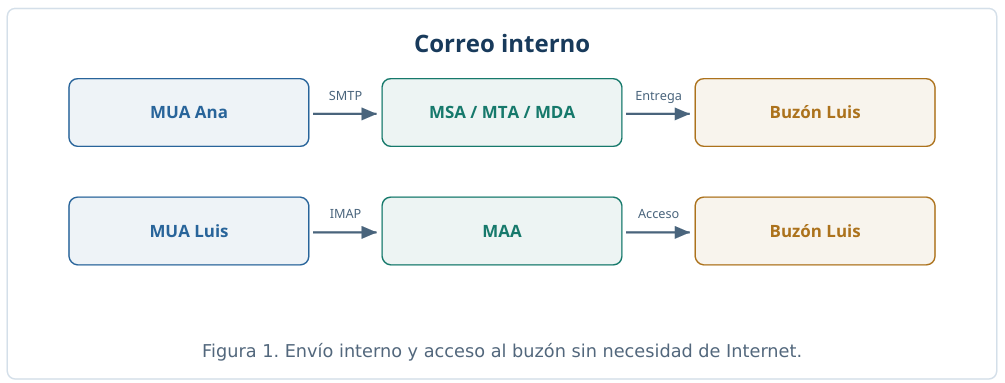 Correo interno
MUA Ana
SMTP
MSA / MTA / MDA
Entrega
Buzón Luis
MUA Luis
IMAP
MAA
Acceso
Buzón Luis
Figura 1. Envío interno y acceso al buzón sin necesidad de Internet.